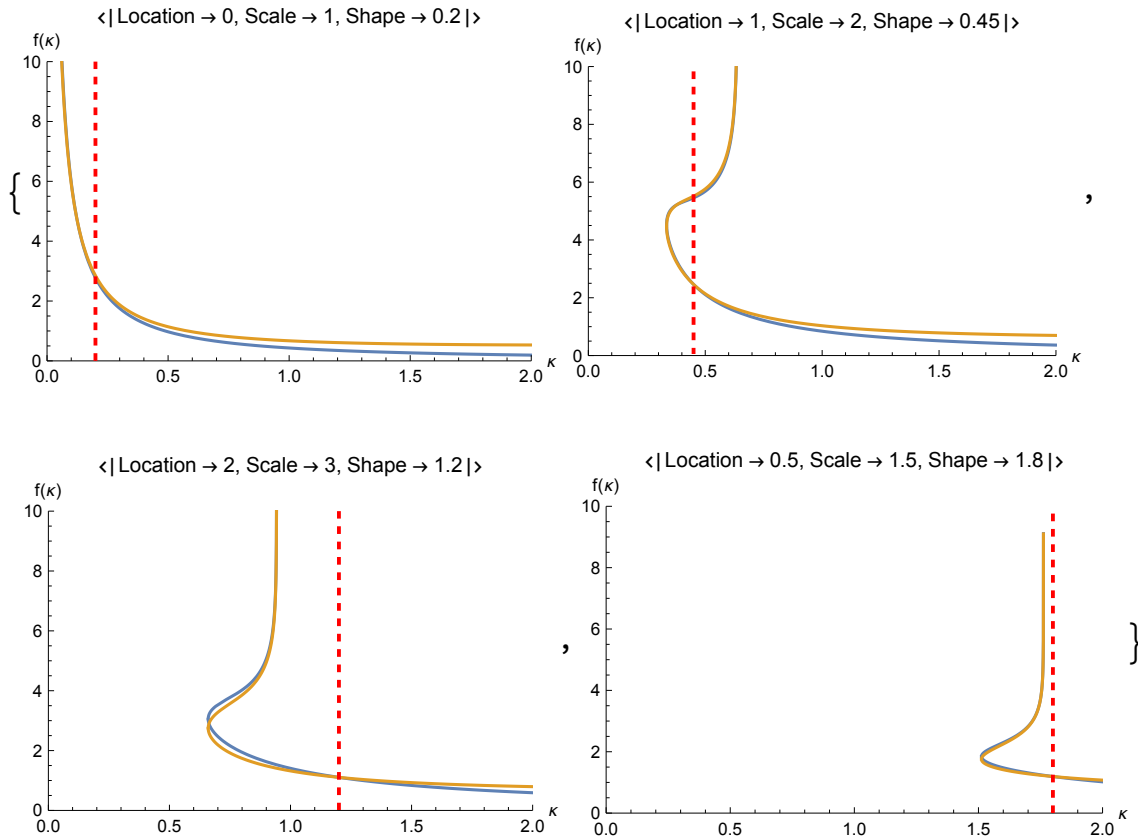 <|Location → 0, Scale → 1, Shape → 0.2|>
f(κ)
10
8
6
4
2
0
0.0 0.5 1.0 1.5 2.0 κ
{
<|Location → 1, Scale → 2, Shape → 0.45|>
f(κ)
10
8
6
4
2
0
0.0 0.5 1.0 1.5 2.0 κ
,
<|Location → 2, Scale → 3, Shape → 1.2|>
f(κ)
10
8
6
4
2
0
0.0 0.5 1.0 1.5 2.0 κ
,
<|Location → 0.5, Scale → 1.5, Shape → 1.8|>
f(κ)
10
8
6
4
2
0
0.0 0.5 1.0 1.5 2.0 κ
}